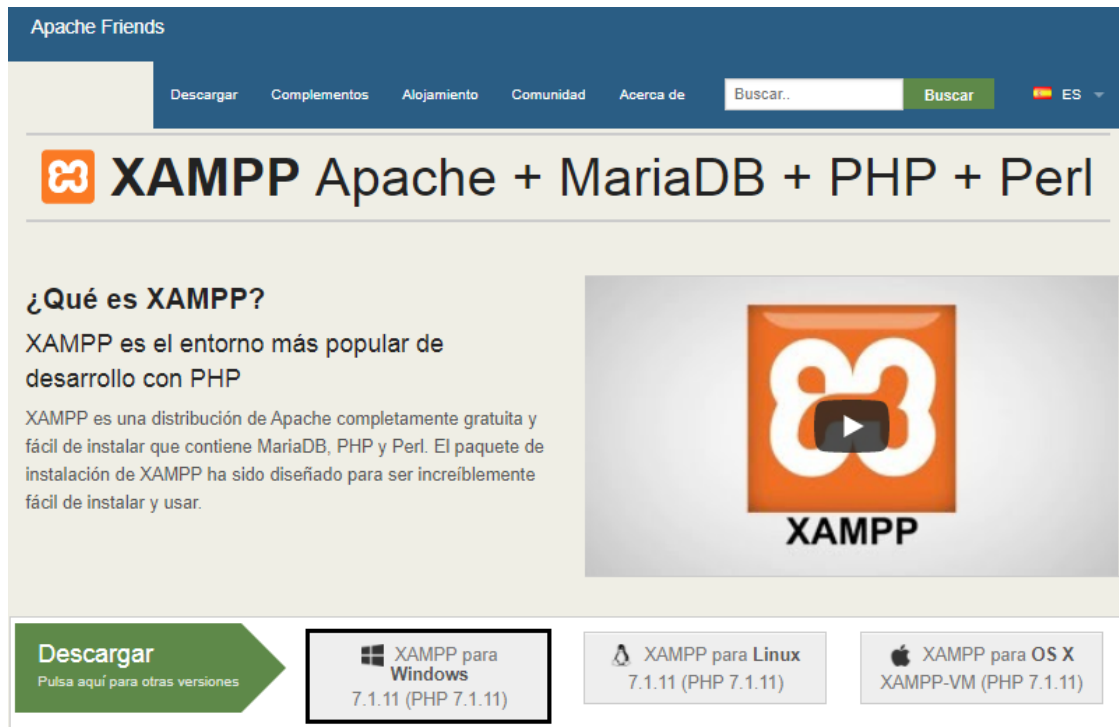 Apache Friends
Descargar Complementos Alojamiento Comunidad Acerca de Buscar.. Buscar ES
XAMPP Apache + MariaDB + PHP + Perl
¿Qué es XAMPP?
XAMPP es el entorno más popular de
desarrollo con PHP
XAMPP es una distribución de Apache completamente gratuita y
fácil de instalar que contiene MariaDB, PHP y Perl. El paquete de
instalación de XAMPP ha sido diseñado para ser increíblemente
fácil de instalar y usar.
XAMPP
Descargar
Pulsa aquí para otras versiones
XAMPP para
Windows
7.1.11 (PHP 7.1.11)
XAMPP para Linux
7.1.11 (PHP 7.1.11)
XAMPP para OS X
XAMPP-VM (PHP 7.1.11)